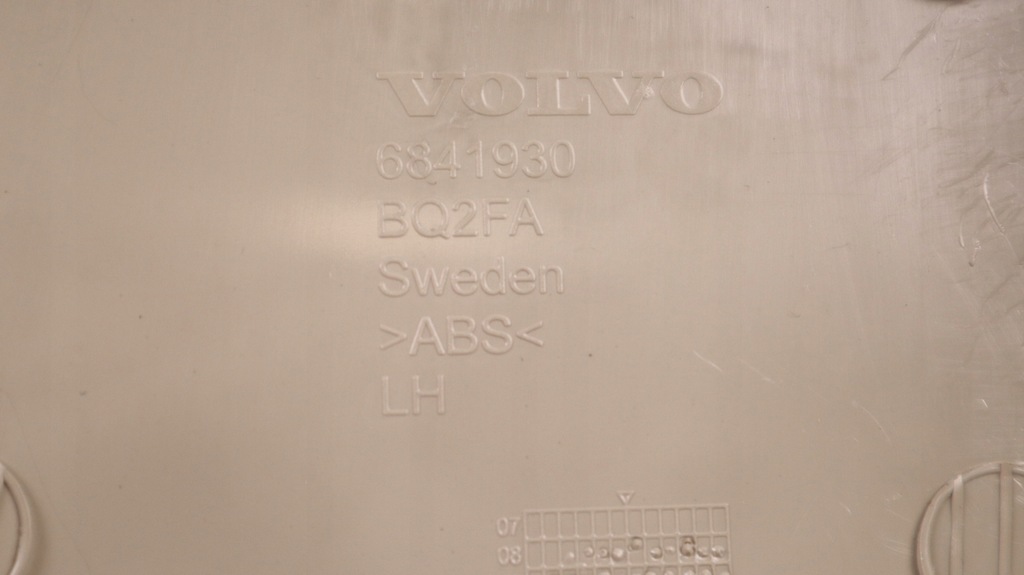 VOLVO
6841930
BQ2FA
Sweden
>ABS<
LH
07
08